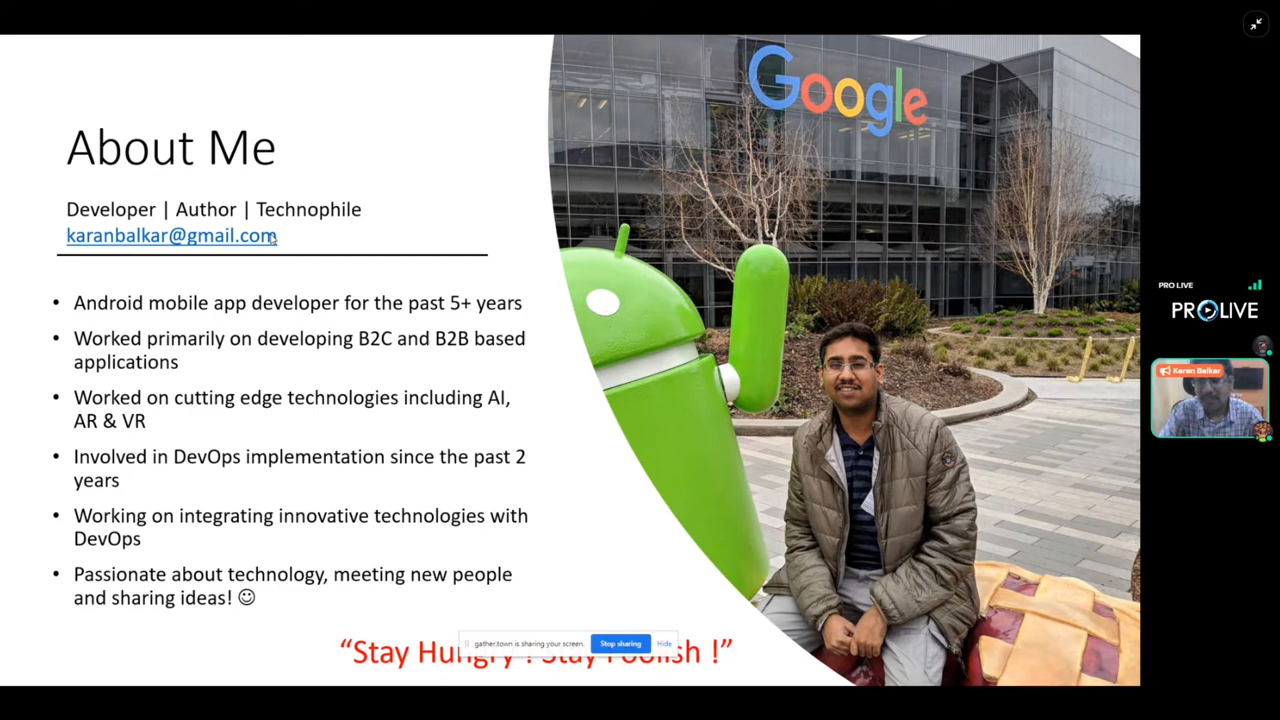 Google
About Me
Developer | Author | Technophile
karanbalkar@gmail.com
• Android mobile app developer for the past 5+ years
• Worked primarily on developing B2C and B2B based
applications
• Worked on cutting edge technologies including AI,
AR & VR
• Involved in DevOps implementation since the past 2
years
• Working on integrating innovative technologies with
DevOps
• Passionate about technology, meeting new people
and sharing ideas! ☺
"Stay Hungry ! Stay Foolish !"
gather.town is sharing your screen. Stop sharing Hide
PRO LIVE
PROLIVE
Karan Balkar